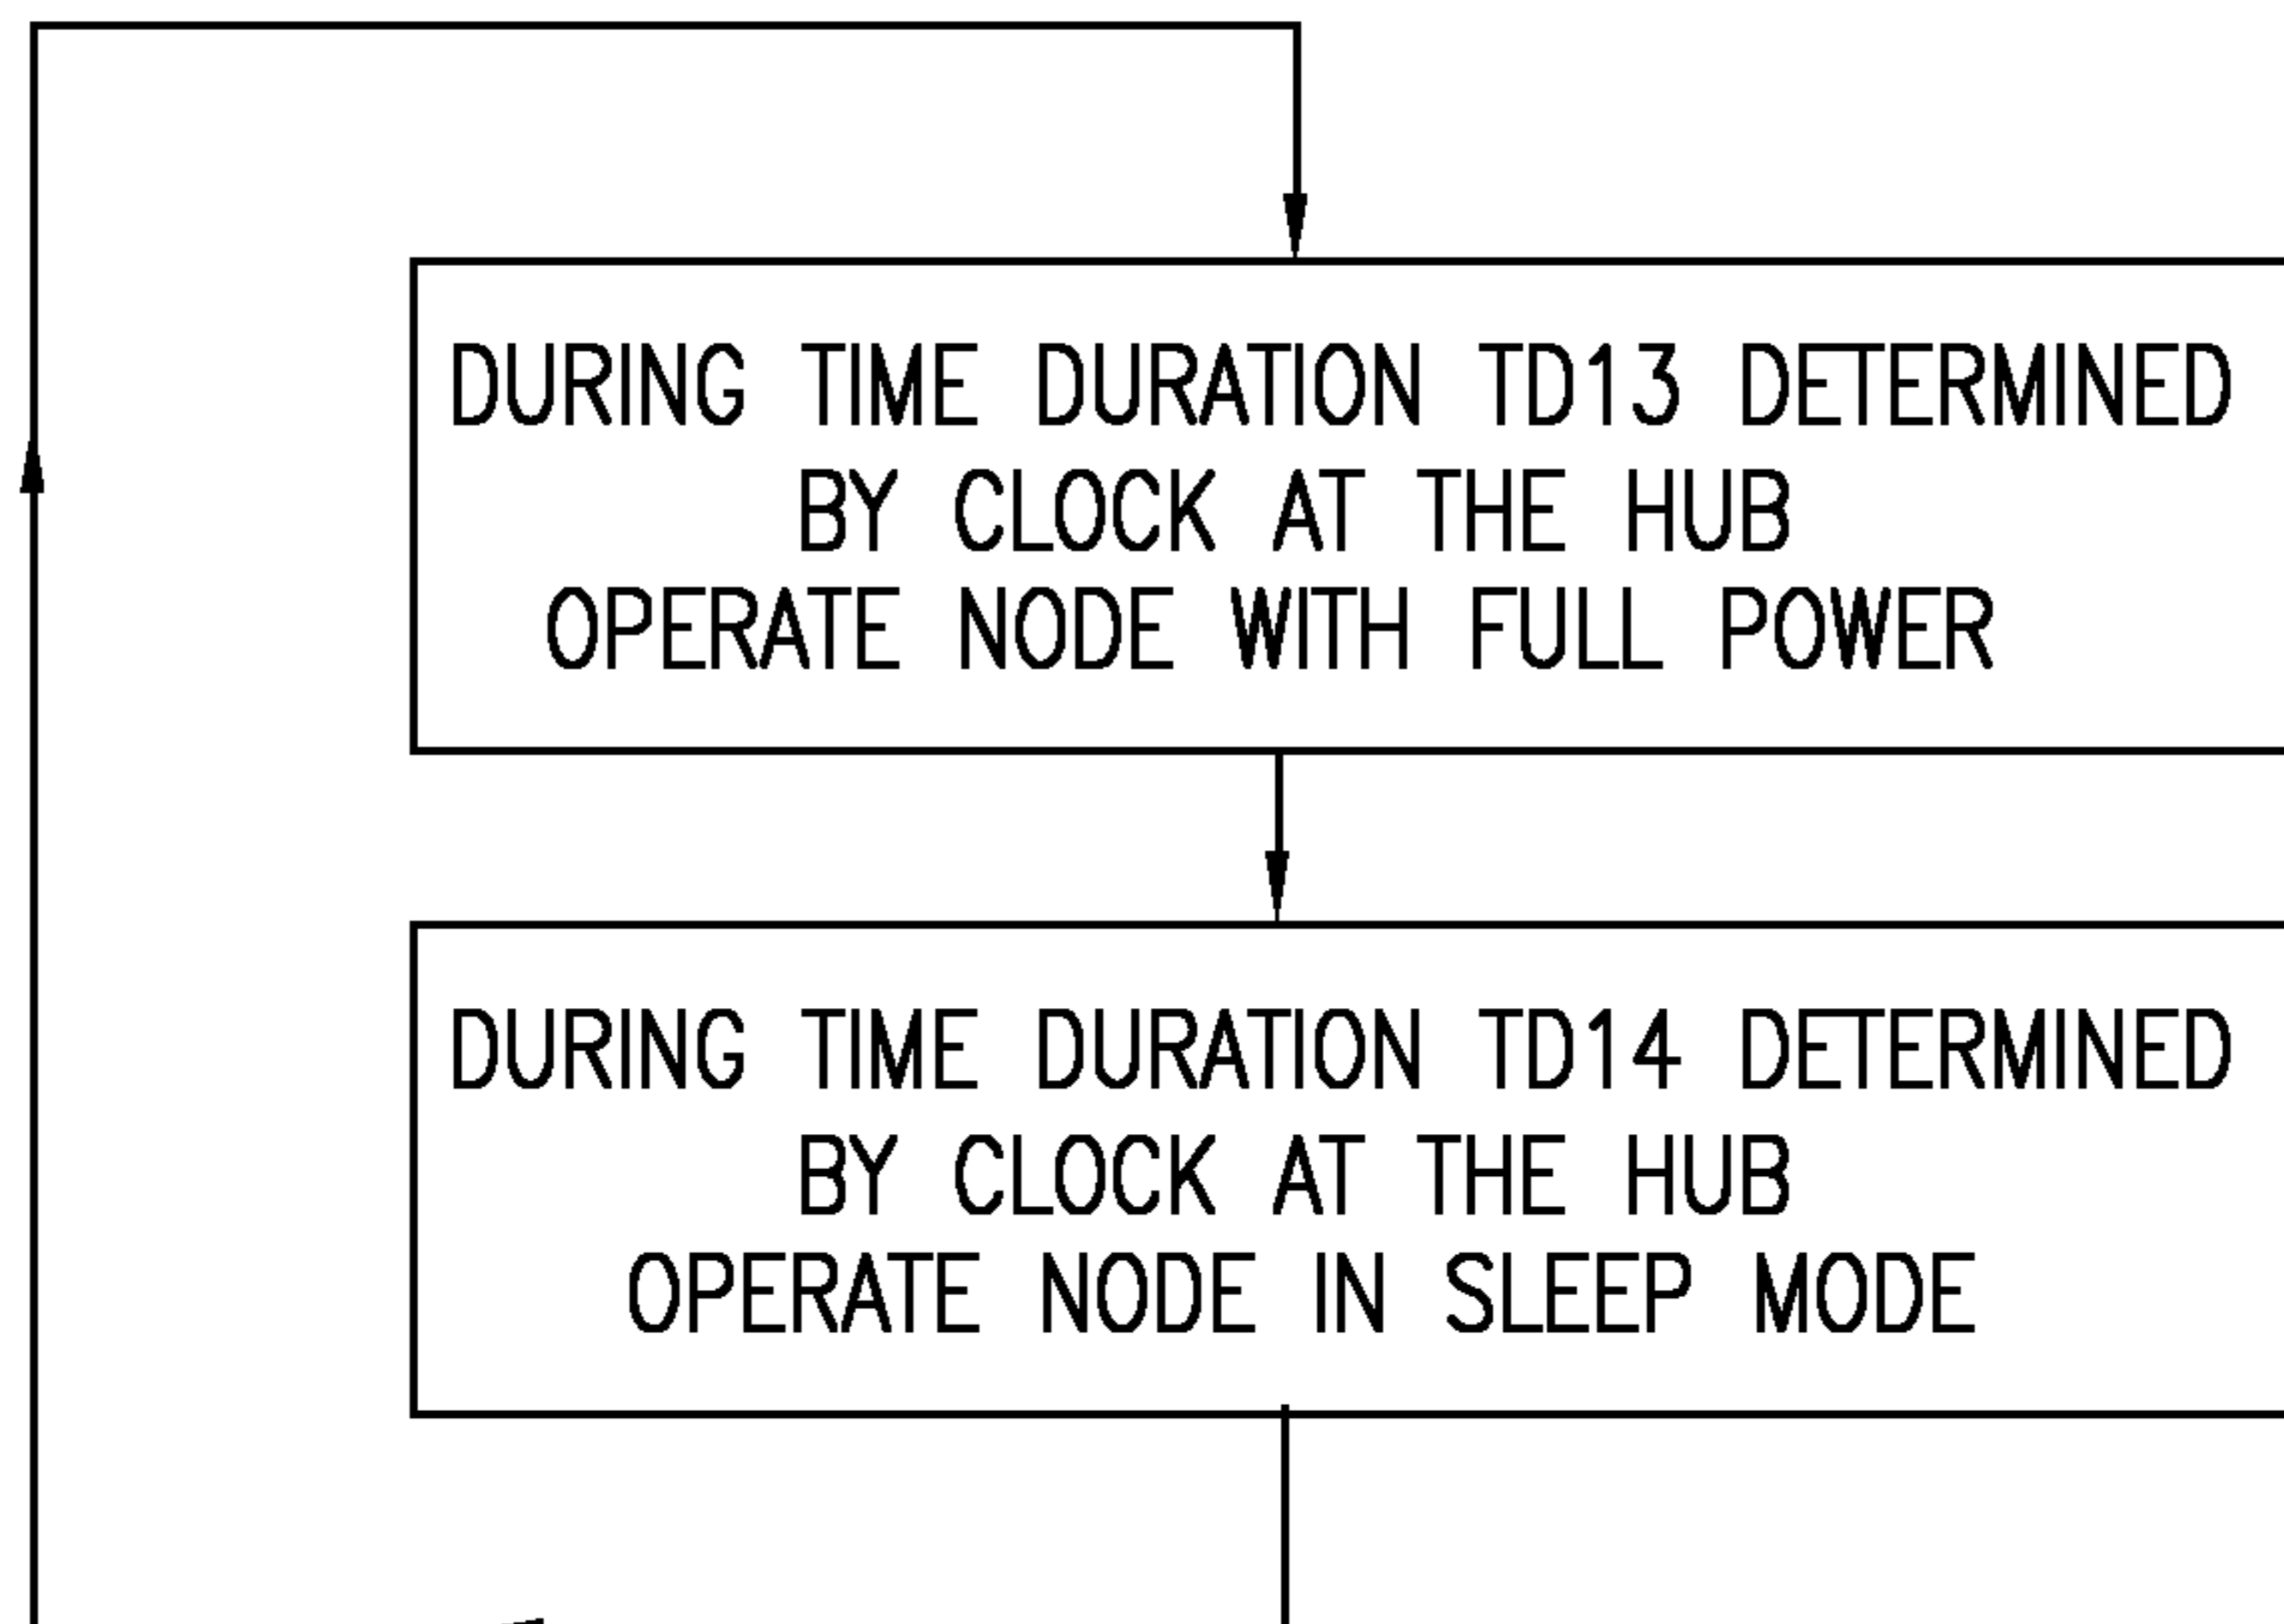 DURING TIME DURATION TD13 DETERMINED
BY CLOCK AT THE HUB
OPERATE NODE WITH FULL POWER
DURING TIME DURATION TD14 DETERMINED
BY CLOCK AT THE HUB
OPERATE NODE IN SLEEP MODE